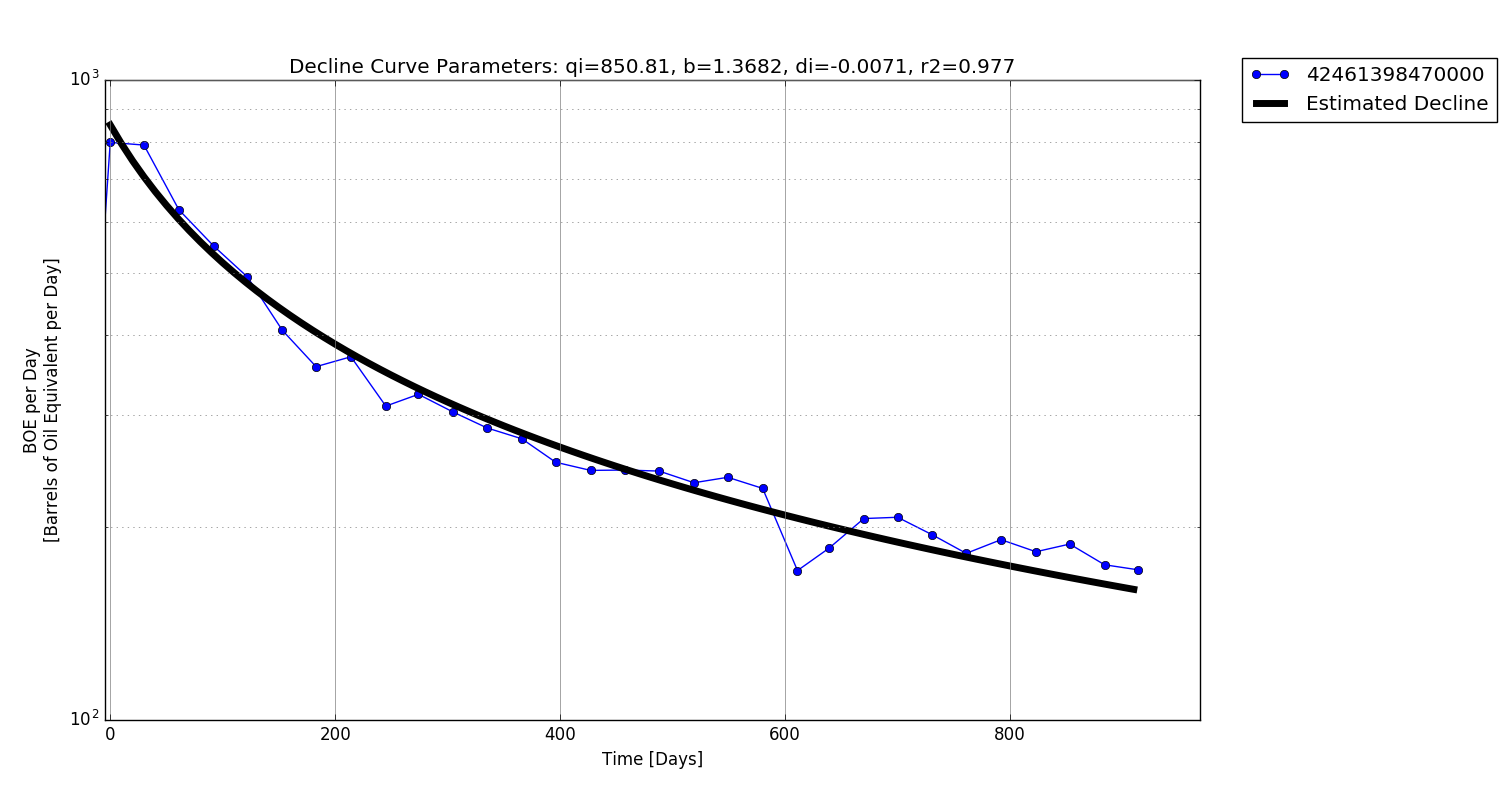 Decline Curve Parameters: qi=850.81, b=1.3682, di=-0.0071, r2=0.977
42461398470000
Estimated Decline
10³
10²
BOE per Day
[Barrels of Oil Equivalent per Day]
0 200 400 600 800
Time [Days]